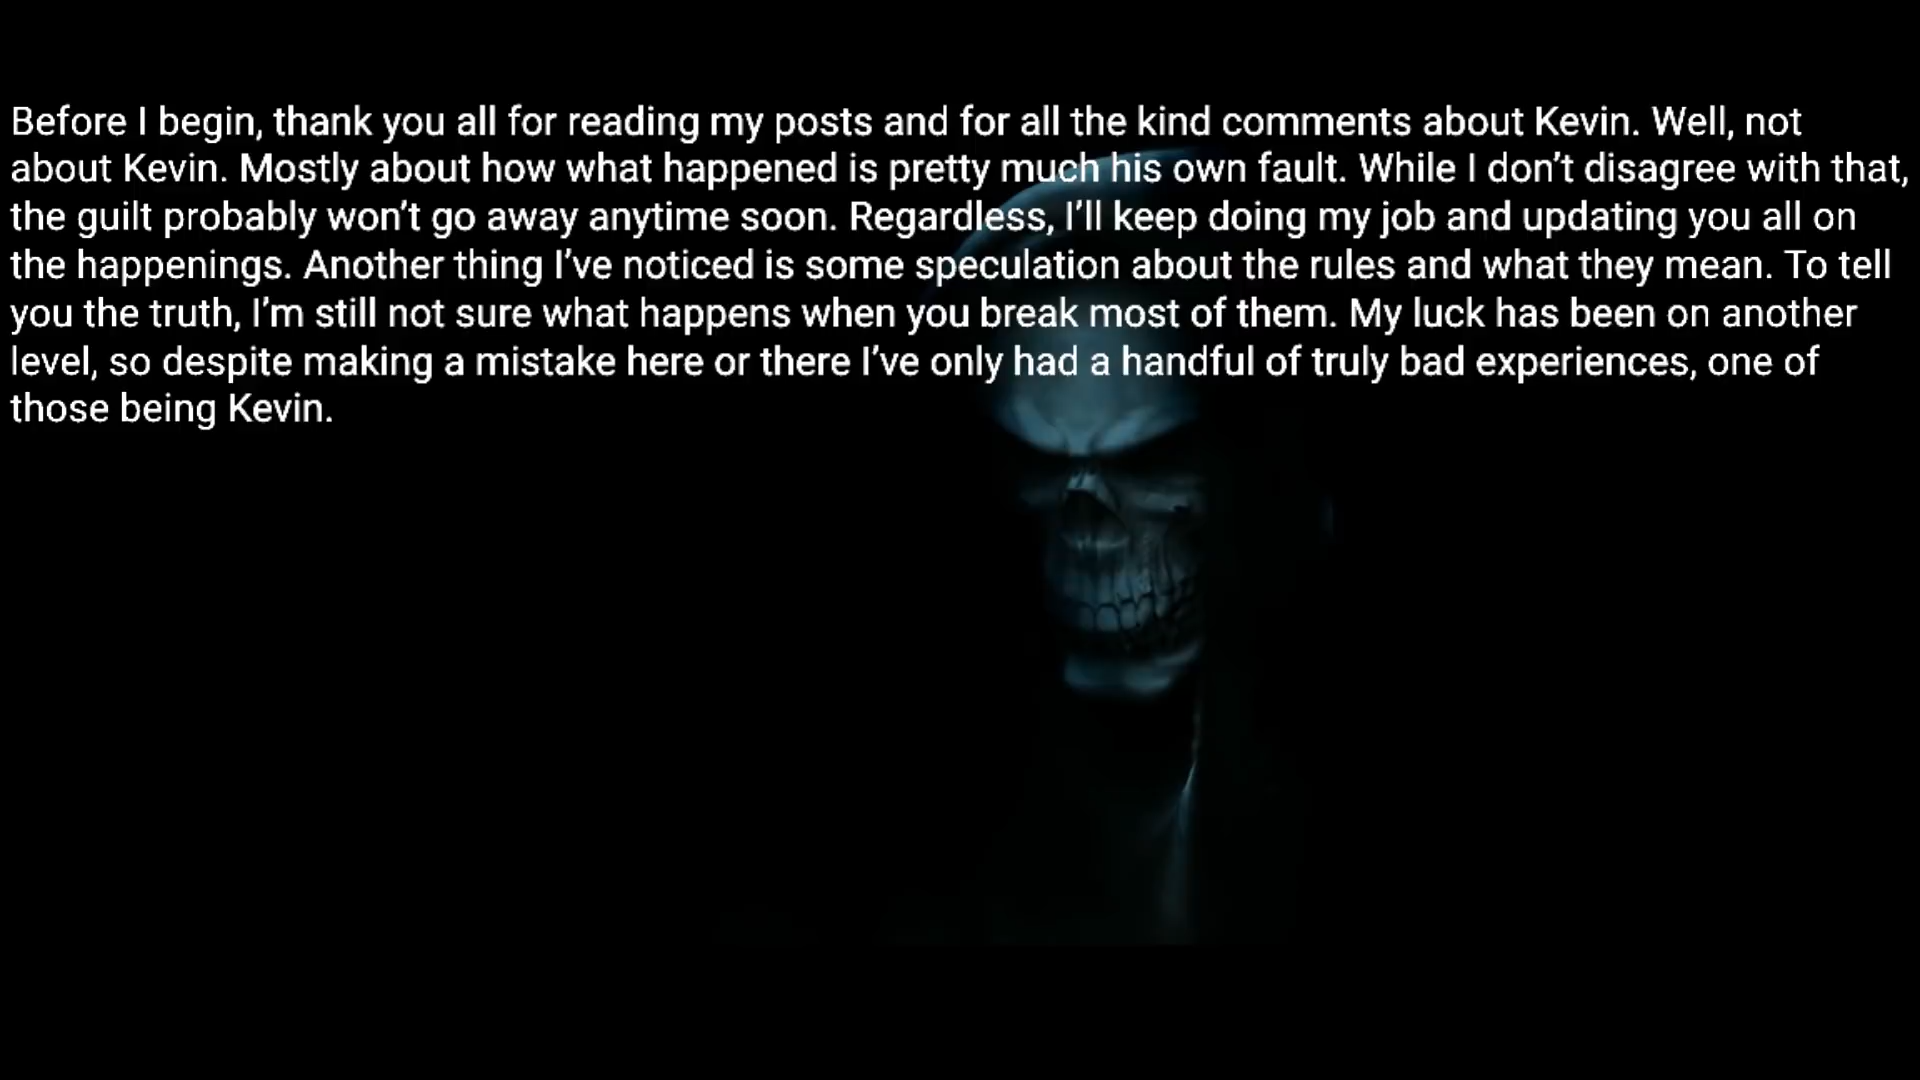 Before I begin, thank you all for reading my posts and for all the kind comments about Kevin. Well, not
about Kevin. Mostly about how what happened is pretty much his own fault. While I don’t disagree with that,
the guilt probably won’t go away anytime soon. Regardless, I’ll keep doing my job and updating you all on
the happenings. Another thing I’ve noticed is some speculation about the rules and what they mean. To tell
you the truth, I’m still not sure what happens when you break most of them. My luck has been on another
level, so despite making a mistake here or there I’ve only had a handful of truly bad experiences, one of
those being Kevin.